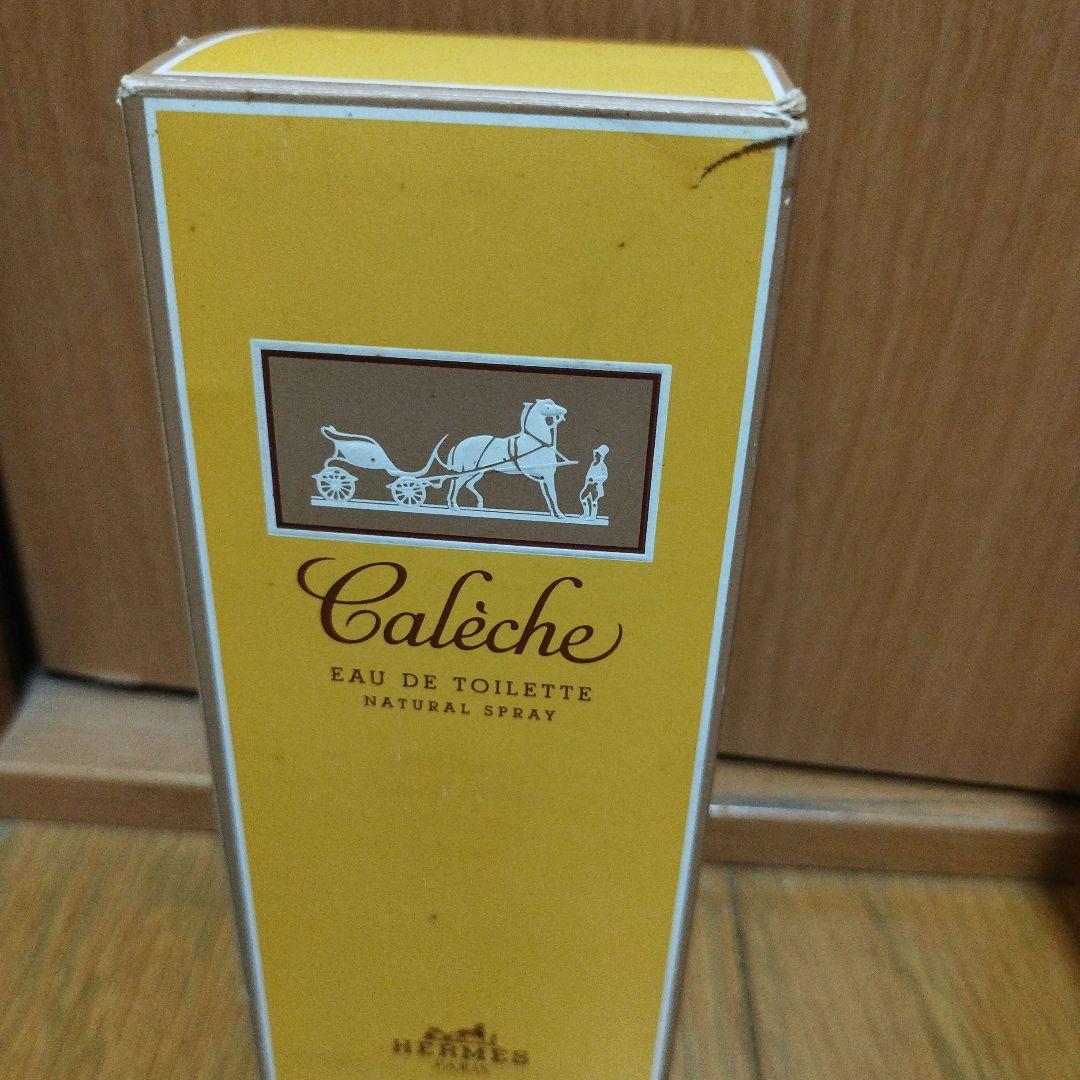 Calèche
EAU DE TOILETTE
NATURAL SPRAY
HERMES
PARIS